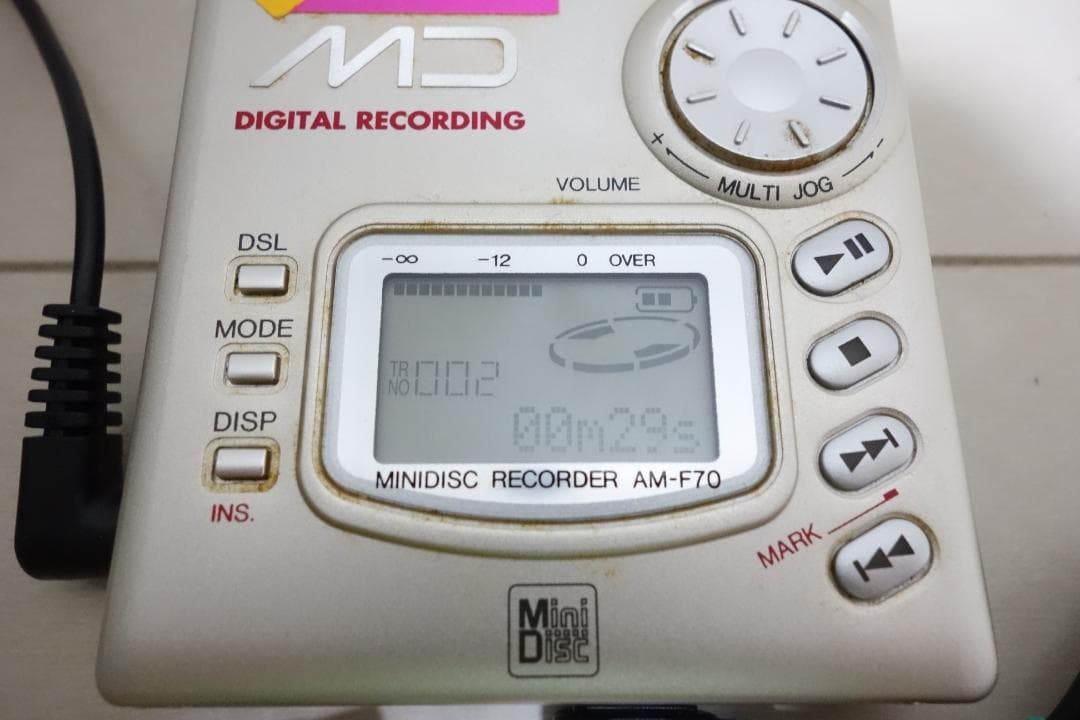 MD
DIGITAL RECORDING
+ MULTI JOG -
VOLUME
DSL
MODE
DISP
INS.
-∞ -12 0 OVER
TR NO 002
00m29s
MINIDISC RECORDER AM-F70
MARK
Mini
Disc